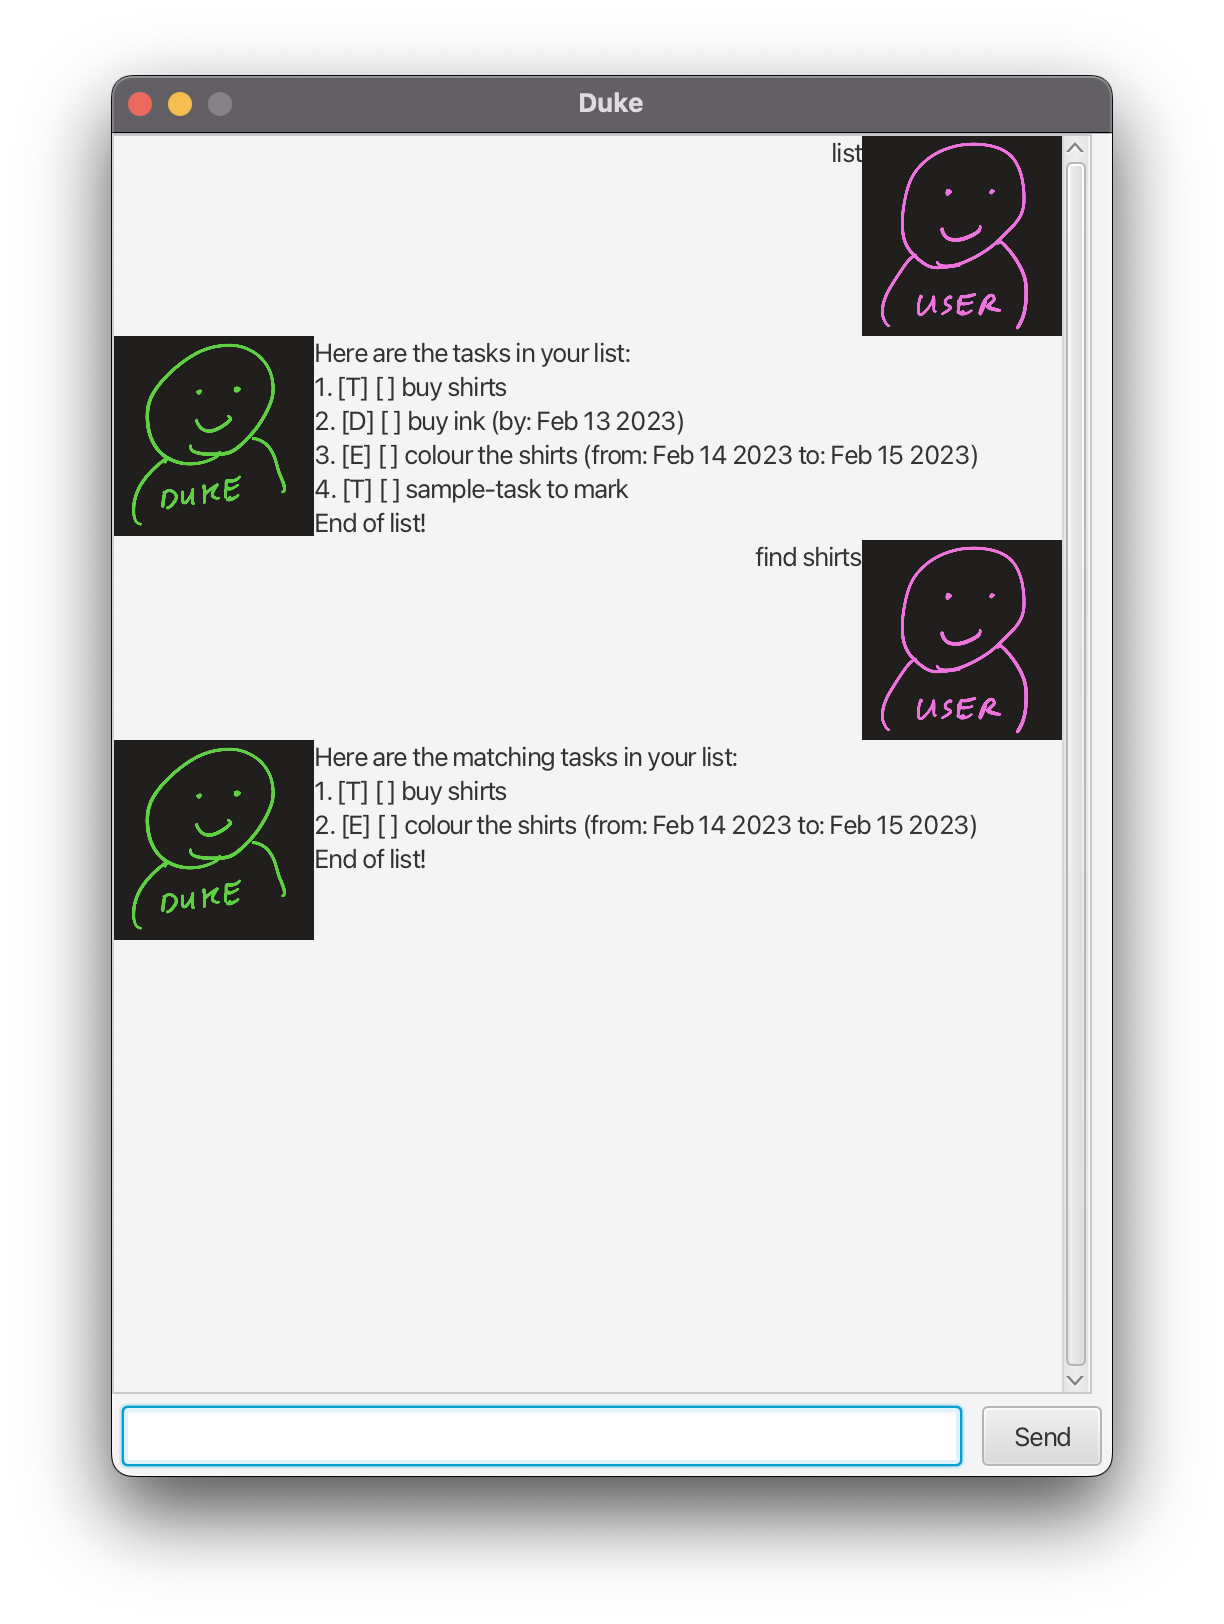 Duke
list
USER
Here are the tasks in your list:
1. [T] [ ] buy shirts
2. [D] [ ] buy ink (by: Feb 13 2023)
3. [E] [ ] colour the shirts (from: Feb 14 2023 to: Feb 15 2023)
4. [T] [ ] sample-task to mark
End of list!
DUKE
find shirts
USER
Here are the matching tasks in your list:
1. [T] [ ] buy shirts
2. [E] [ ] colour the shirts (from: Feb 14 2023 to: Feb 15 2023)
End of list!
DUKE
Send